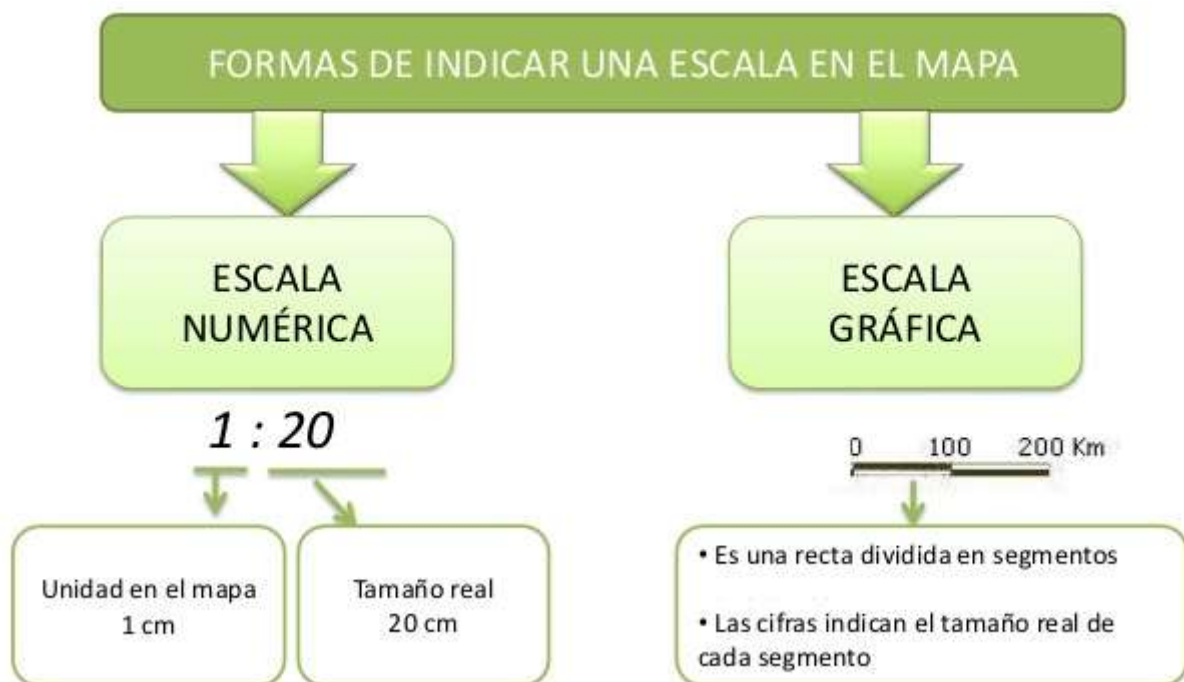 FORMAS DE INDICAR UNA ESCALA EN EL MAPA
ESCALA
NUMÉRICA
1 : 20
Unidad en el mapa
1 cm
Tamaño real
20 cm
ESCALA
GRÁFICA
0 100 200 Km
• Es una recta dividida en segmentos
• Las cifras indican el tamaño real de
cada segmento